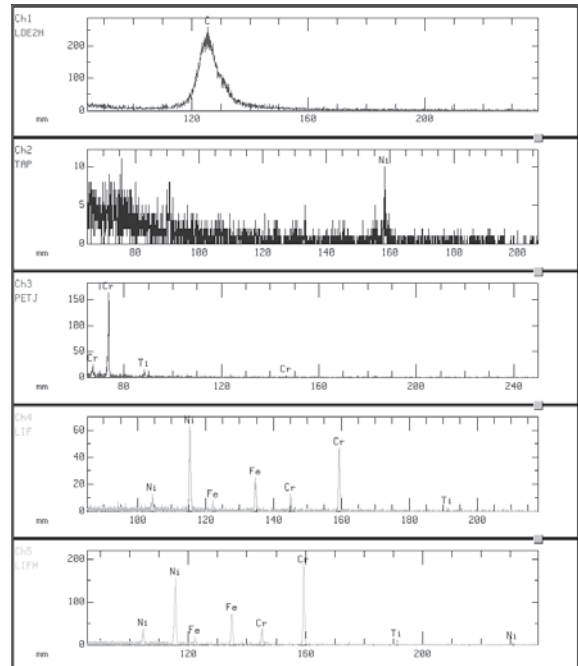 Ch1
LDE2H
C
200
100
0
mm 120 160 200
Ch2
TAP
Ni
10
5
0
mm 80 100 120 140 160 180 200
Ch3
PETJ
Cr
150
100
50
Cr Ti Cr
0
mm 80 120 160 200 240
Ch4
LIF
Ni
60
Cr
40
Fe
20
Ni Fe Cr Ti
0
mm 100 120 140 160 180 200
Ch5
LIFH
Cr
200
Ni
100
Fe
Ni Fe Cr Ti Ni
0
mm 120 160 200